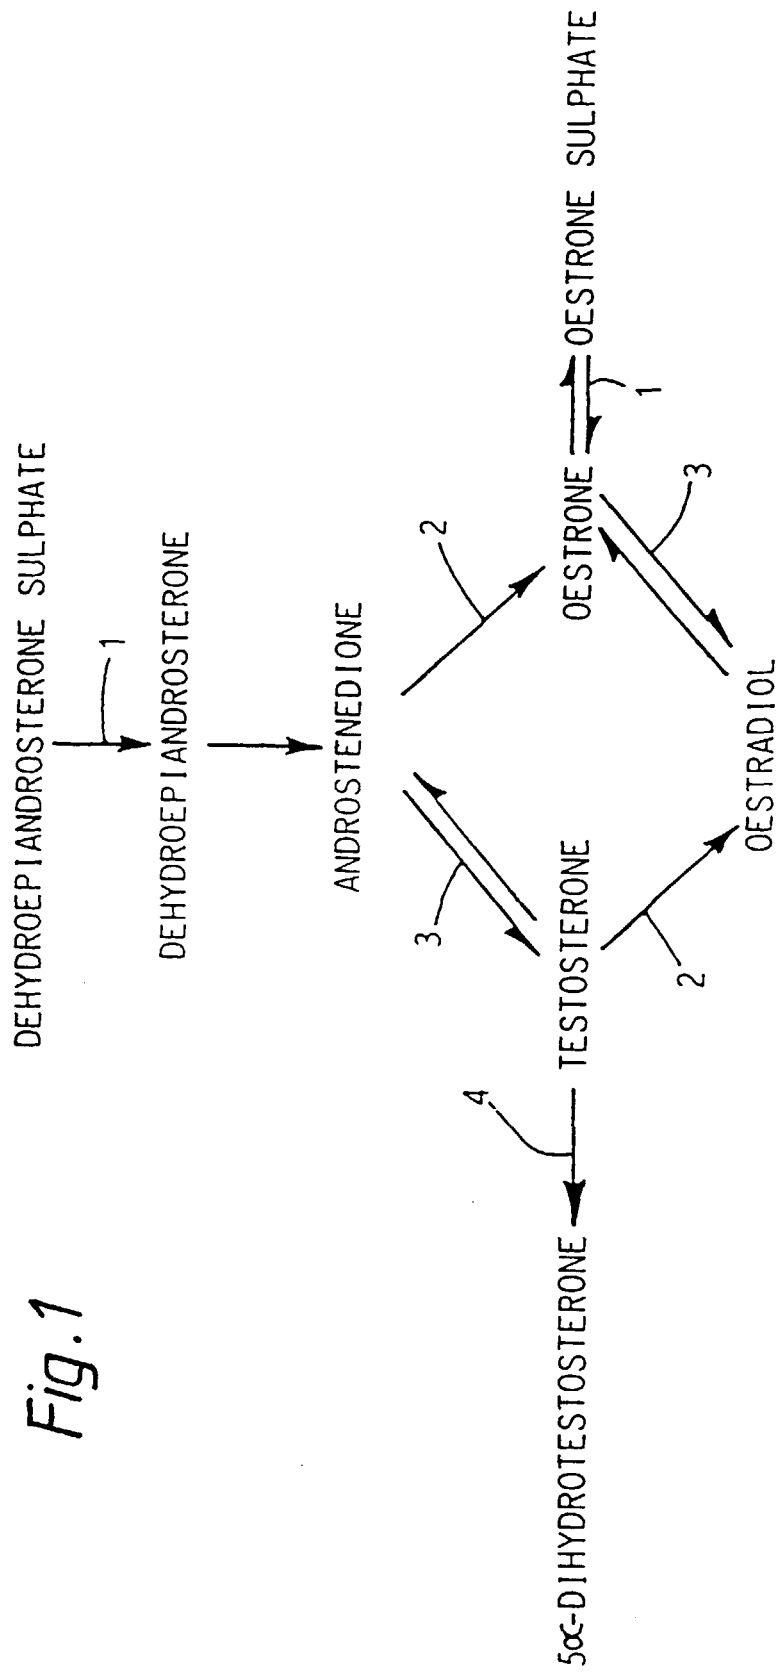 Fig.1
DEHYDROEPIANDROSTERONE SULPHATE
1
DEHYDROEPIANDROSTERONE
ANDROSTENEDIONE
3
2
5α-DIHYDROTESTOSTERONE
4
TESTOSTERONE
OESTRONE
OESTRONE SULPHATE
1
2
3
OESTRADIOL